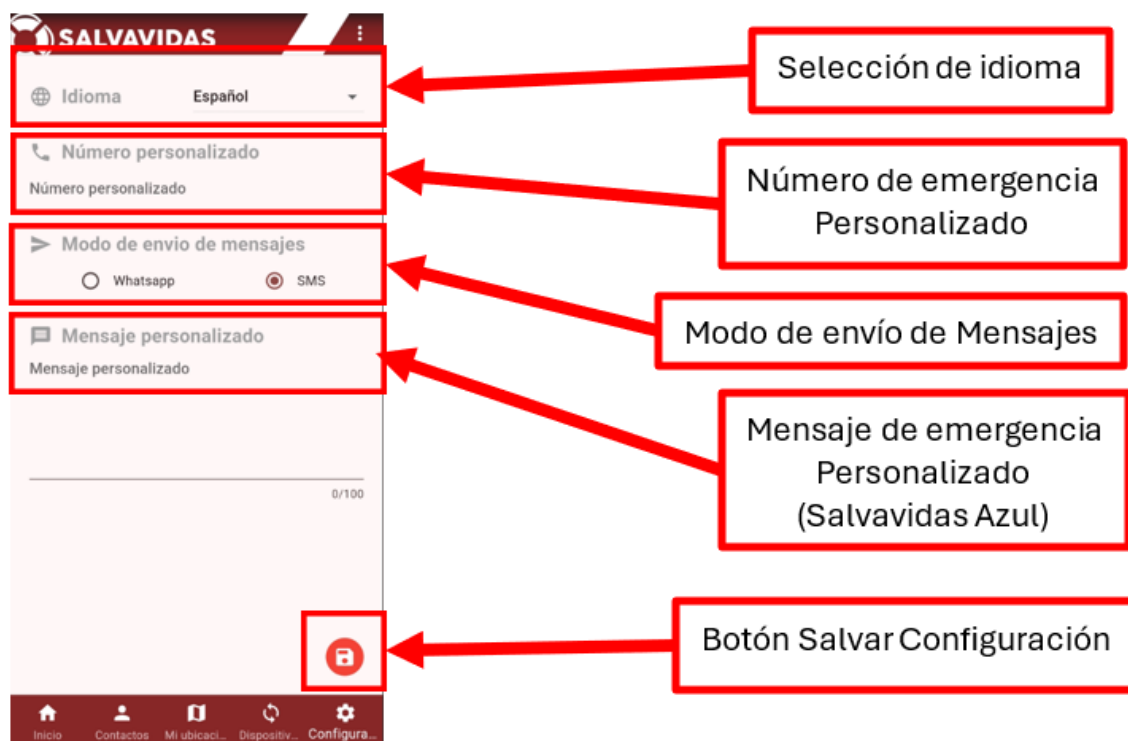 SALVAVIDAS
Idioma Español
Número personalizado
Número personalizado
Modo de envio de mensajes
Whatsapp SMS
Mensaje personalizado
Mensaje personalizado
0/100
Inicio Contactos Mi ubicaci... Dispositiv... Configura...
Selección de idioma
Número de emergencia
Personalizado
Modo de envío de Mensajes
Mensaje de emergencia
Personalizado
(Salvavidas Azul)
Botón Salvar Configuración